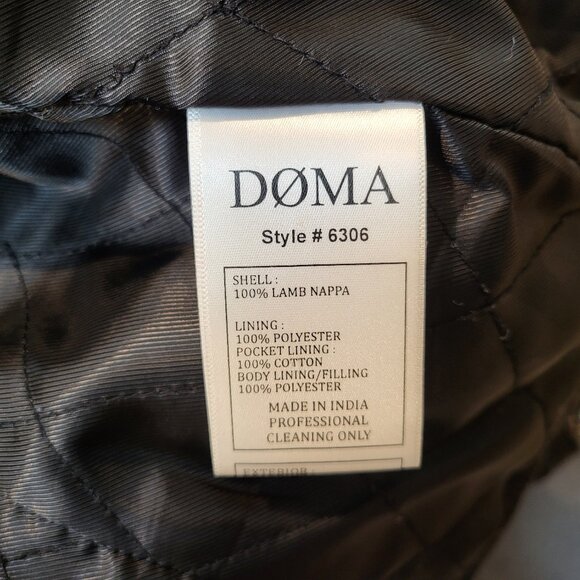 DØMA
Style # 6306
SHELL :
100% LAMB NAPPA
LINING :
100% POLYESTER
POCKET LINING :
100% COTTON
BODY LINING/FILLING
100% POLYESTER
MADE IN INDIA
PROFESSIONAL
CLEANING ONLY
EXTERIOR :